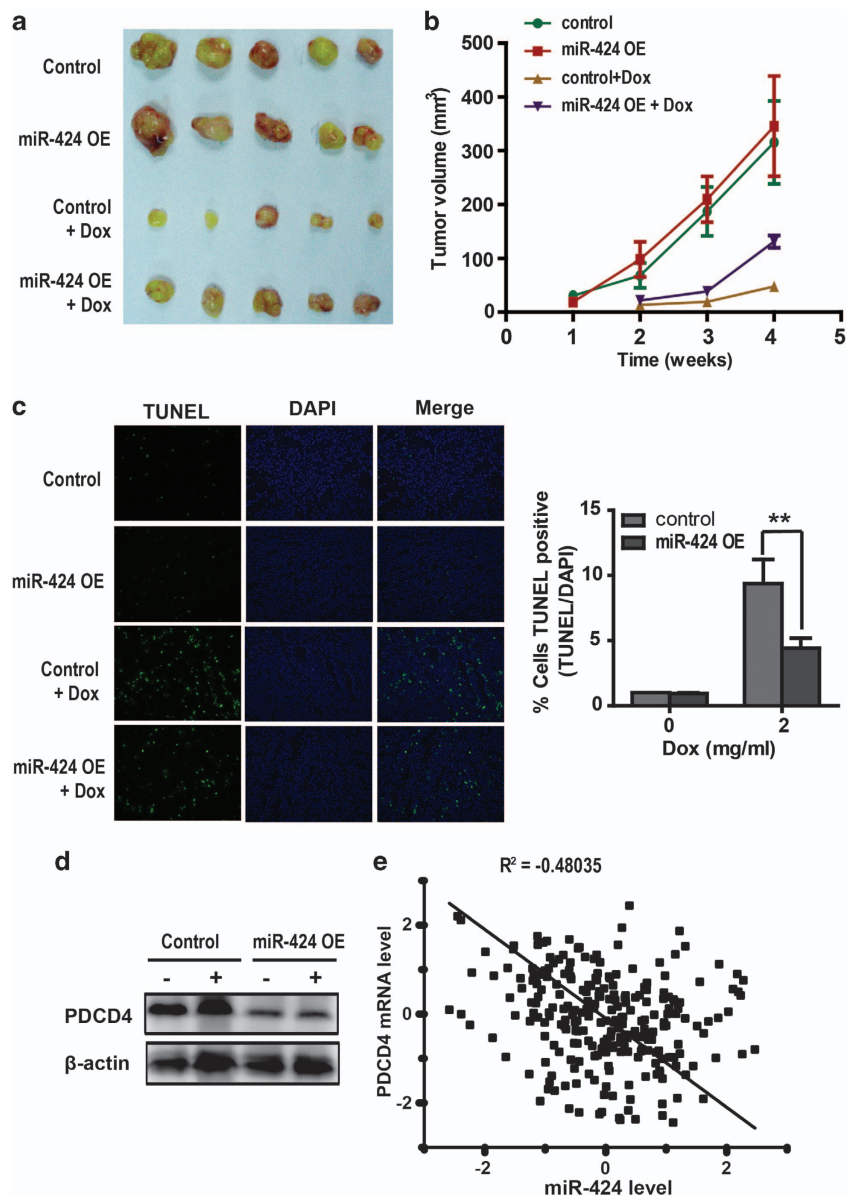 a
Control
miR-424 OE
Control
+ Dox
miR-424 OE
+ Dox
b
control
miR-424 OE
control+Dox
miR-424 OE + Dox
Tumor volume (mm³)
500
400
300
200
100
0
0 1 2 3 4 5
Time (weeks)
c
TUNEL DAPI Merge
Control
miR-424 OE
Control
+ Dox
miR-424 OE
+ Dox
% Cells TUNEL positive
(TUNEL/DAPI)
15
10
5
0
control
miR-424 OE
**
0 2
Dox (mg/ml)
d
Control miR-424 OE
- + - +
PDCD4
β-actin
e
R² = -0.48035
PDCD4 mRNA level
2
0
-2
-2 0 2
miR-424 level